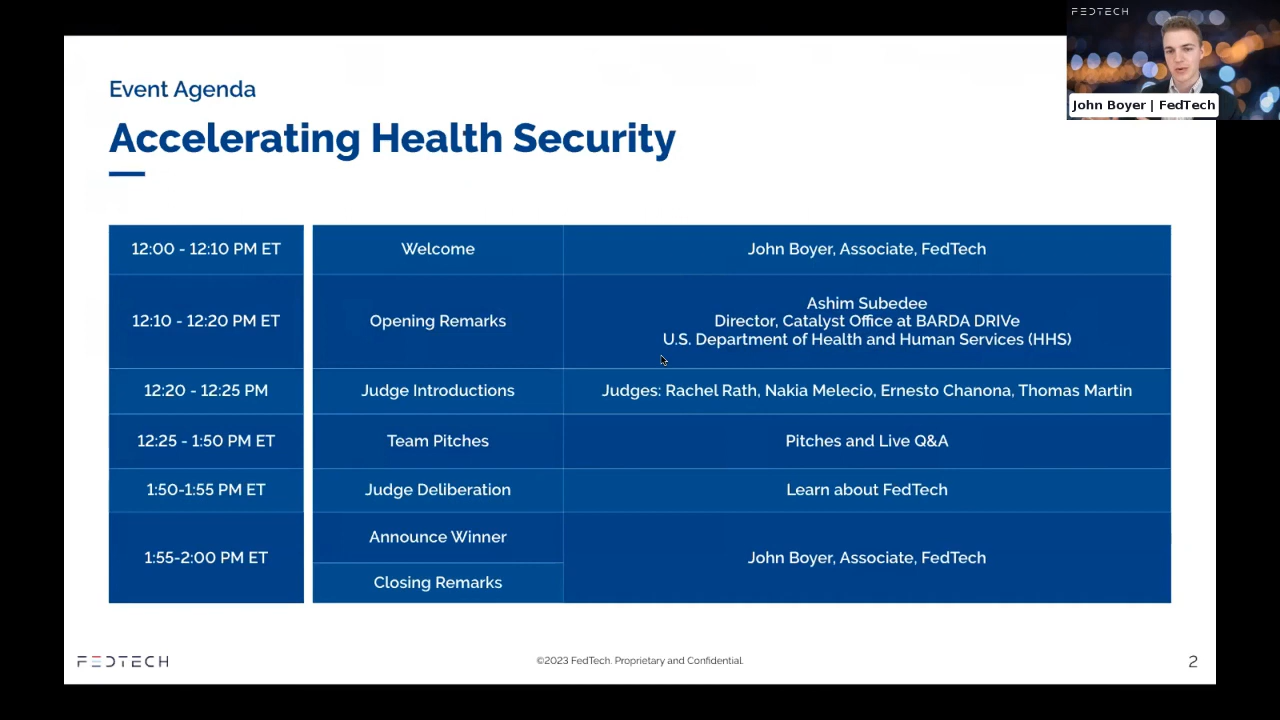 FEDTECH
John Boyer | FedTech
Event Agenda
Accelerating Health Security
12:00 - 12:10 PM ET
Welcome
John Boyer, Associate, FedTech
12:10 - 12:20 PM ET
Opening Remarks
Ashim Subedee
Director, Catalyst Office at BARDA DRIVe
U.S. Department of Health and Human Services (HHS)
12:20 - 12:25 PM
Judge Introductions
Judges: Rachel Rath, Nakia Melecio, Ernesto Chanona, Thomas Martin
12:25 - 1:50 PM ET
Team Pitches
Pitches and Live Q&A
1:50-1:55 PM ET
Judge Deliberation
Learn about FedTech
1:55-2:00 PM ET
Announce Winner
Closing Remarks
John Boyer, Associate, FedTech
FEDTECH
©2023 FedTech. Proprietary and Confidential.
2